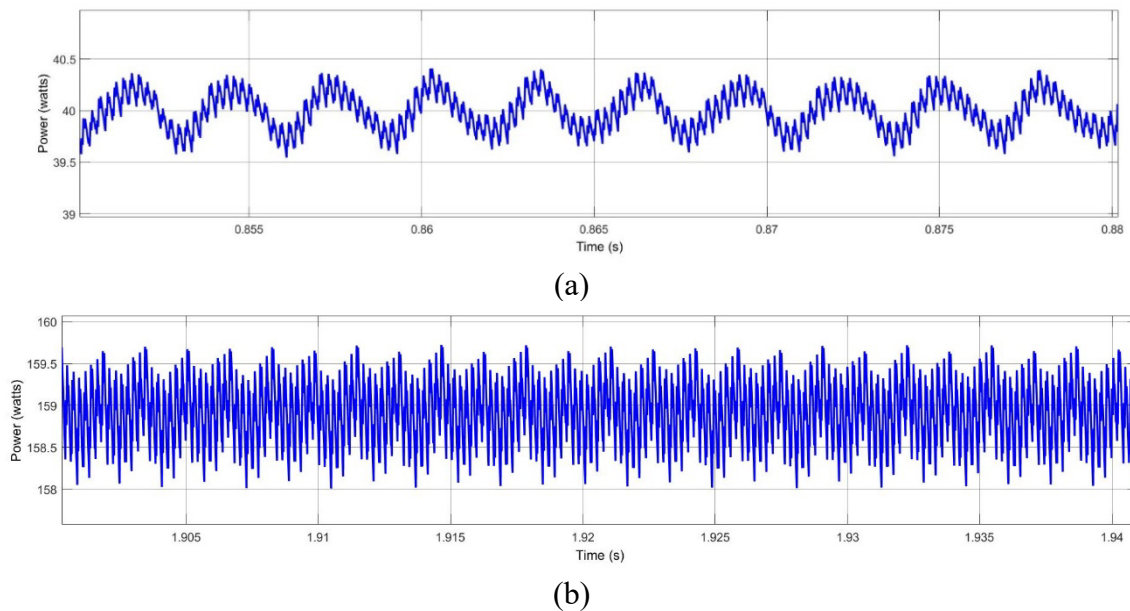 Power (watts)
40.5
40
39.5
39
0.855 0.86 0.865 0.87 0.875 0.88
Time (s)
(a)
Power (watts)
160
159.5
159
158.5
158
1.905 1.91 1.915 1.92 1.925 1.93 1.935 1.94
Time (s)
(b)